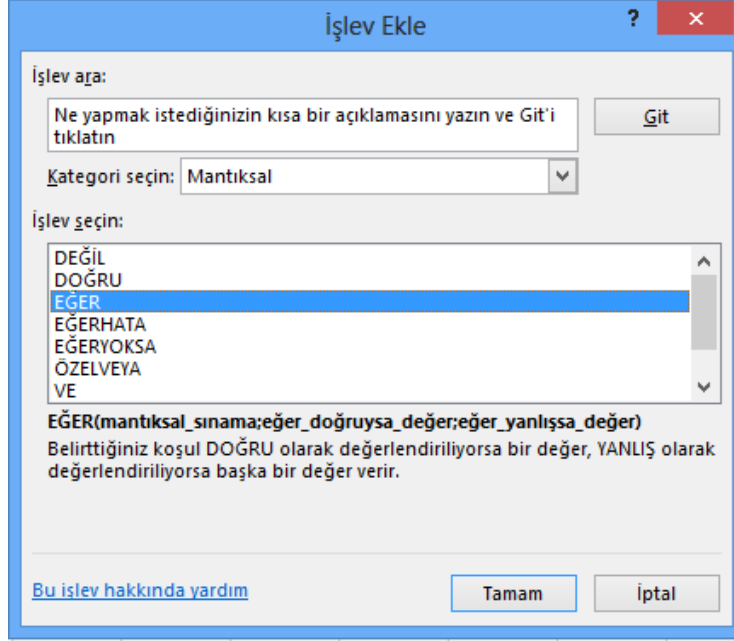 İşlev Ekle
?
×
İşlev ara:
Ne yapmak istediğinizin kısa bir açıklamasını yazın ve Git'i
tıklatın
Git
Kategori seçin: Mantıksal
İşlev seçin:
DEĞİL
DOĞRU
EĞER
EĞERHATA
EĞERYOKSA
ÖZELVEYA
VE
EĞER(mantıksal_sınama;eğer_doğruysa_değer;eğer_yanlışsa_değer)
Belirttiğiniz koşul DOĞRU olarak değerlendiriliyorsa bir değer, YANLIŞ olarak
değerlendiriliyorsa başka bir değer verir.
Bu işlev hakkında yardım
Tamam
İptal